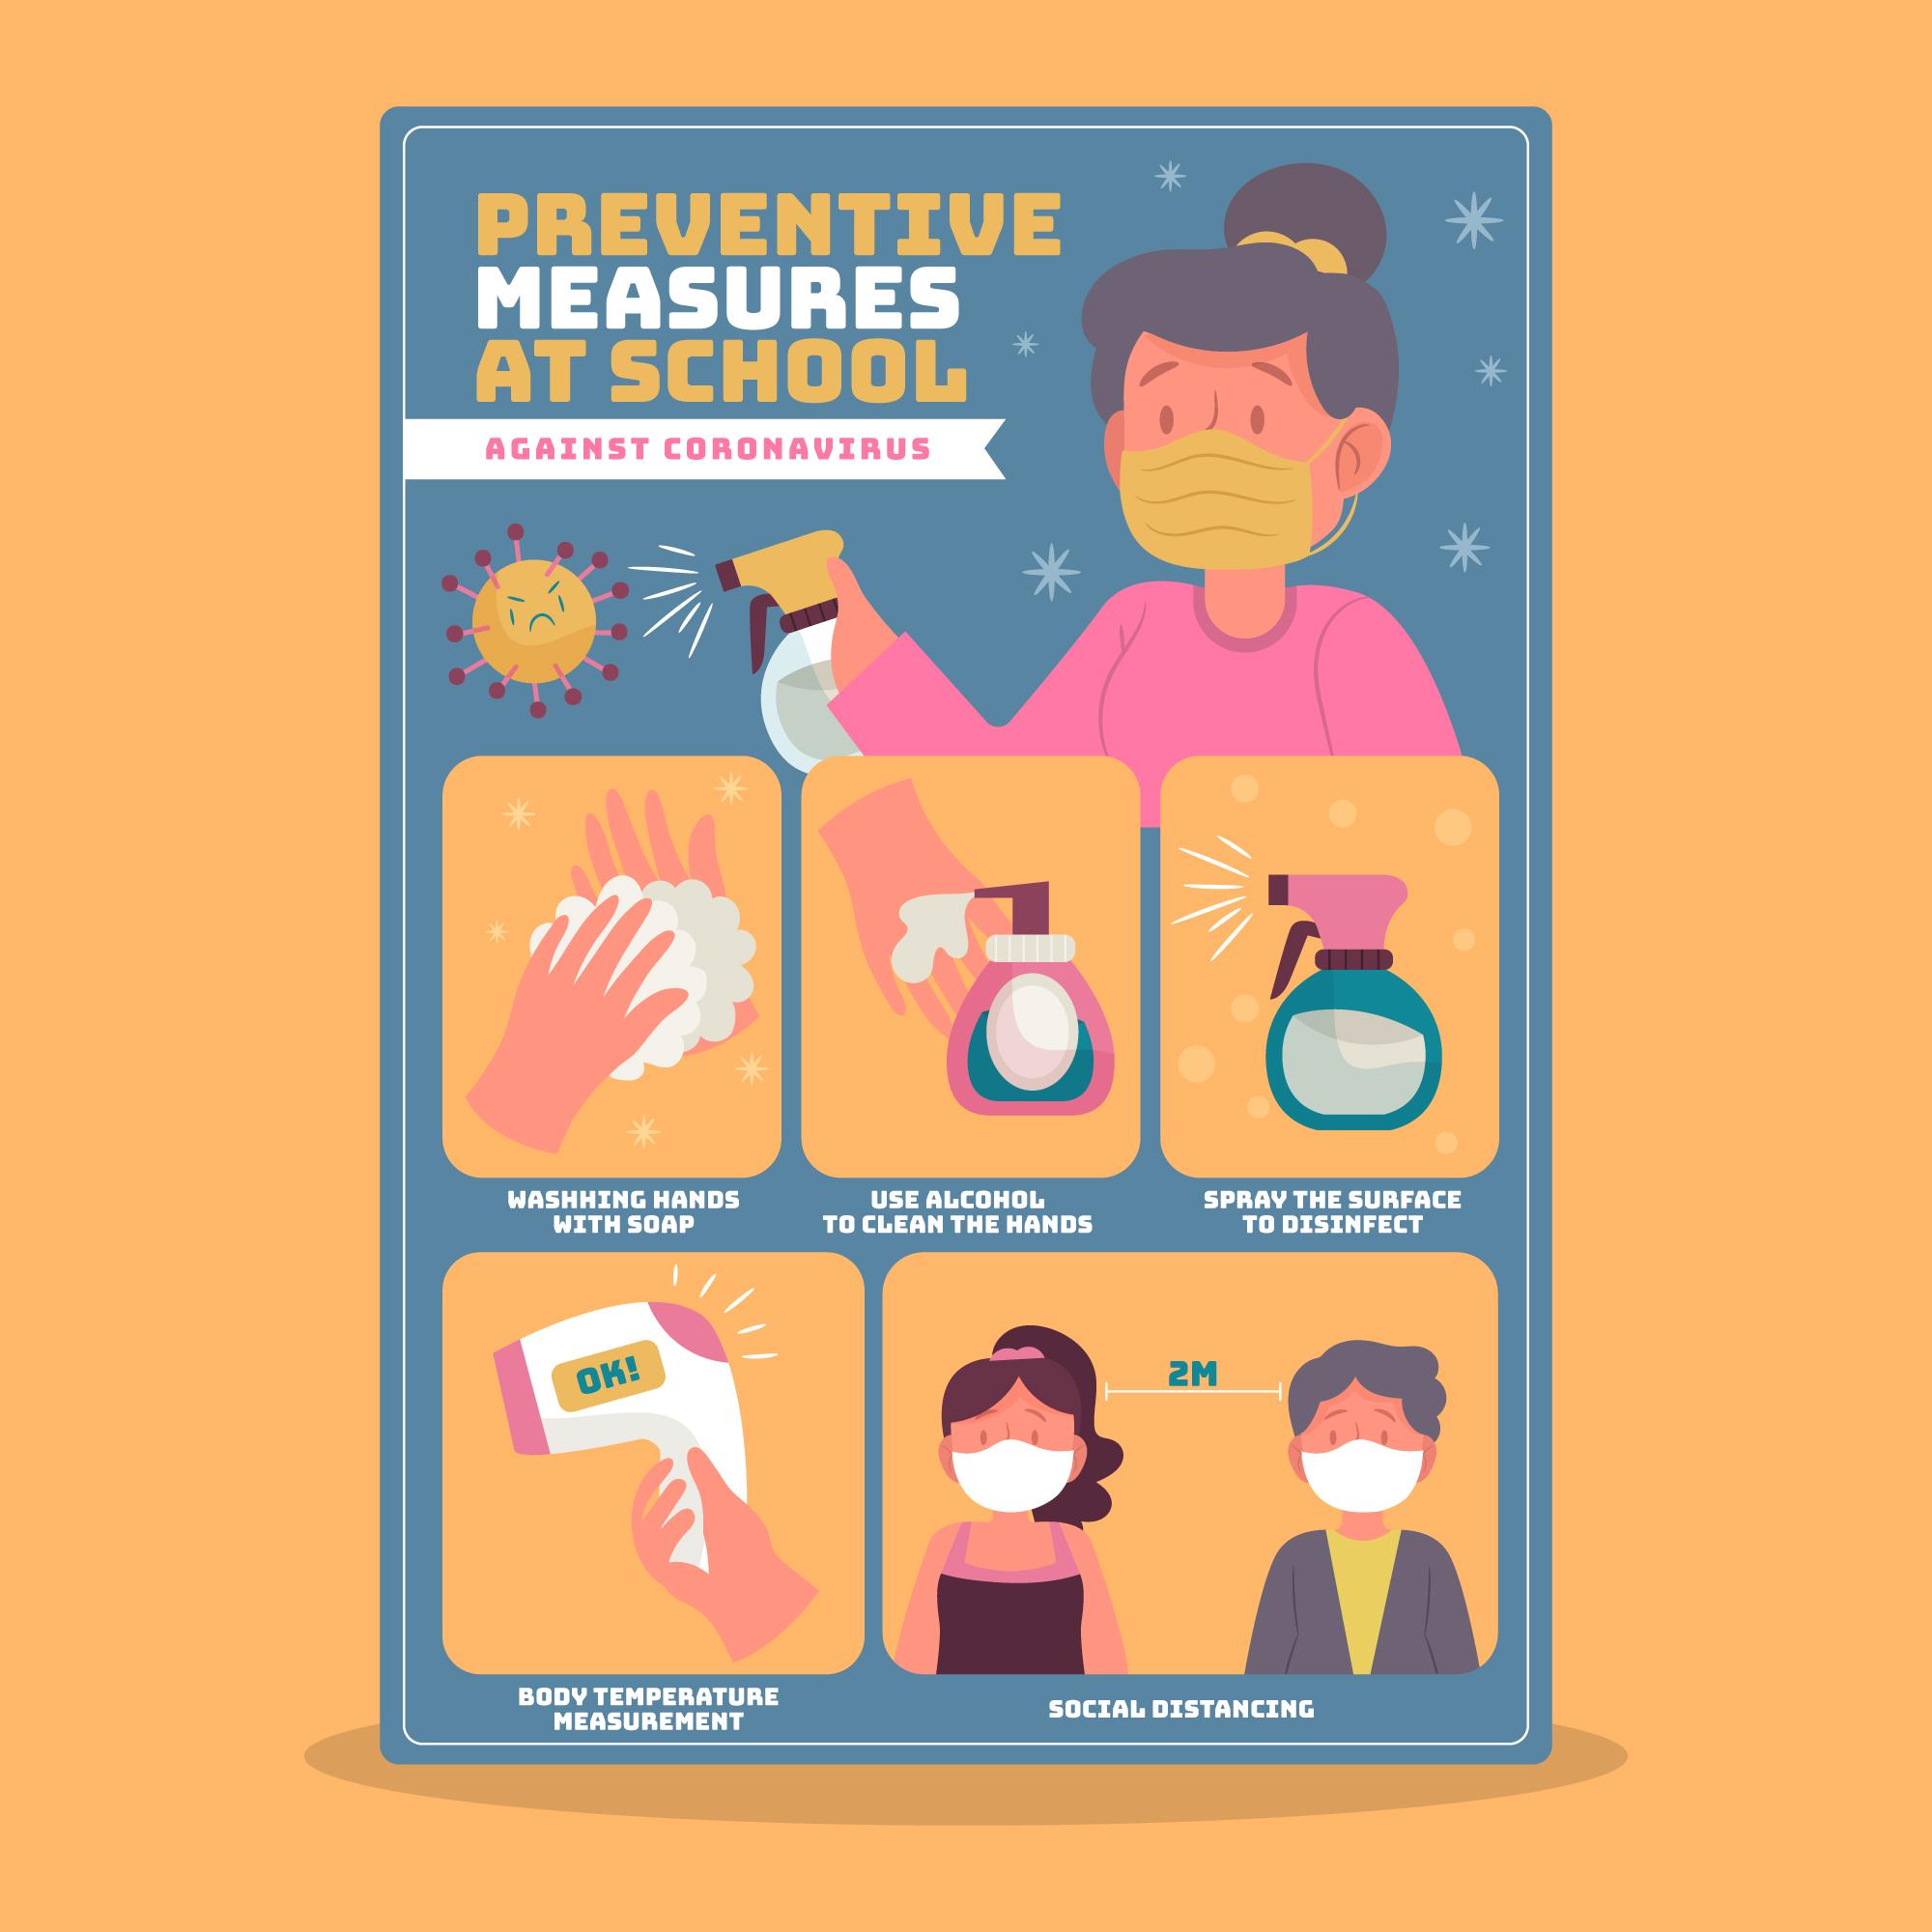 PREVENTIVE
MEASURES
AT SCHOOL
AGAINST CORONAVIRUS
WASHHING HANDS
WITH SOAP
USE ALCOHOL
TO CLEAN THE HANDS
SPRAY THE SURFACE
TO DISINFECT
OK!
2M
BODY TEMPERATURE
MEASUREMENT
SOCIAL DISTANCING